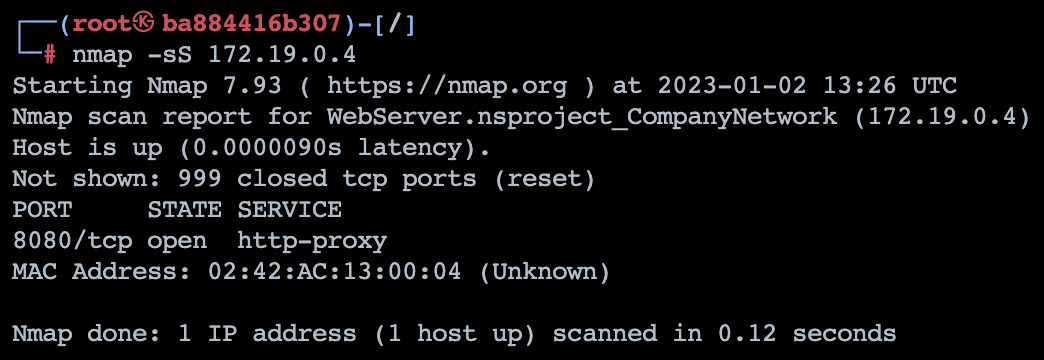 ┌──(root㉿ba884416b307)-[/]
└─# nmap -sS 172.19.0.4
Starting Nmap 7.93 ( https://nmap.org ) at 2023-01-02 13:26 UTC
Nmap scan report for WebServer.nsproject_CompanyNetwork (172.19.0.4)
Host is up (0.0000090s latency).
Not shown: 999 closed tcp ports (reset)
PORT     STATE SERVICE
8080/tcp open  http-proxy
MAC Address: 02:42:AC:13:00:04 (Unknown)

Nmap done: 1 IP address (1 host up) scanned in 0.12 seconds